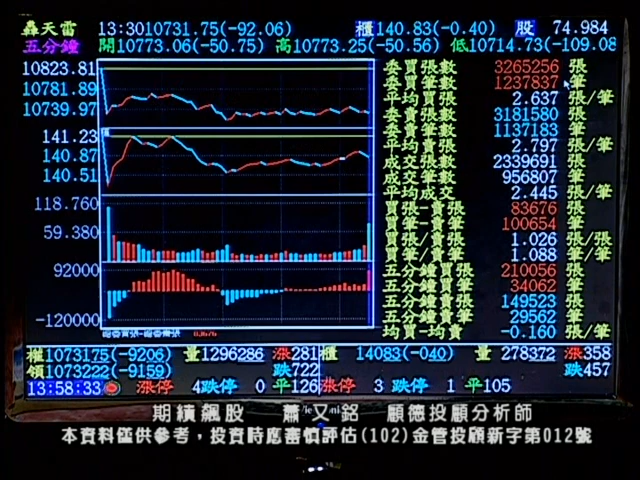 轟天雷 13:30 10731.75(-92.06) 櫃140.83(-0.40) 股 74.984
五分鐘 開10773.06(-50.75) 高10773.25(-50.56) 低10714.73(-109.08
10823.81 委買張數 3265256 張
10781.89 委買筆數 1237837 筆
10739.97 平均買張 2.637 張/筆
委賣張數 3181580 張
141.23 委賣筆數 1137183 筆
140.87 平均賣張 2.797 張/筆
140.51 成交張數 2339691 張
成交筆數 956807 筆
118.760 平均成交 2.445 張/筆
買張-賣張 83676 張
59.380 買筆-賣筆 100654 筆
買張/賣張 1.026 張/張
買筆/賣筆 1.088 筆/筆
92000 五分鐘買張 210056 張
五分鐘買筆 34062 筆
五分鐘賣張 149523 張
-120000 五分鐘賣筆 29562 筆
均買-均賣 -0.160 張/筆
83676
權1073175(-9206) 量1296286 漲281 櫃 14083(-040) 量 278372 漲358
領1073222(-9159) 跌722 跌457
13:58:33 漲停 4 跌停 0 平126 漲停 3 跌停 1 平105
期績飆股 蕭又銘 顧德投顧分析師
本資料僅供參考，投資時應審慎評估(102)金管投顧新字第012號